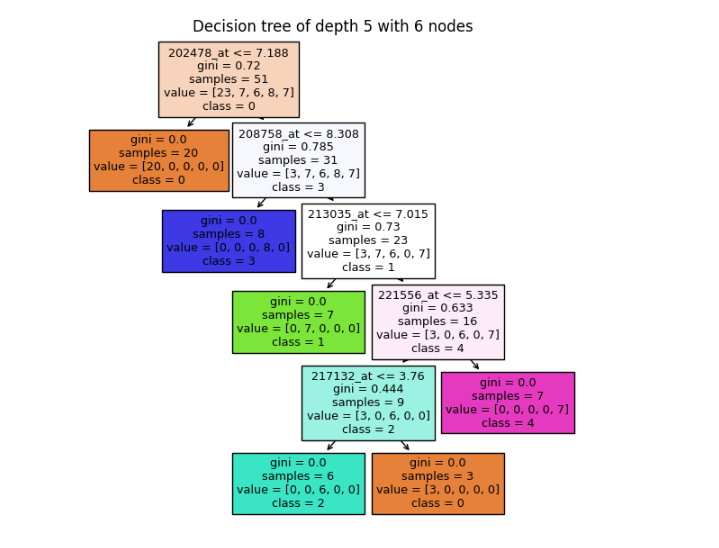 Decision tree of depth 5 with 6 nodes
202478_at <= 7.188
gini = 0.72
samples = 51
value = [23, 7, 6, 8, 7]
class = 0
gini = 0.0
samples = 20
value = [20, 0, 0, 0, 0]
class = 0
208758_at <= 8.308
gini = 0.785
samples = 31
value = [3, 7, 6, 8, 7]
class = 3
gini = 0.0
samples = 8
value = [0, 0, 0, 8, 0]
class = 3
213035_at <= 7.015
gini = 0.73
samples = 23
value = [3, 7, 6, 0, 7]
class = 1
gini = 0.0
samples = 7
value = [0, 7, 0, 0, 0]
class = 1
221556_at <= 5.335
gini = 0.633
samples = 16
value = [3, 0, 6, 0, 7]
class = 4
217132_at <= 3.76
gini = 0.444
samples = 9
value = [3, 0, 6, 0, 0]
class = 2
gini = 0.0
samples = 7
value = [0, 0, 0, 0, 7]
class = 4
gini = 0.0
samples = 6
value = [0, 0, 6, 0, 0]
class = 2
gini = 0.0
samples = 3
value = [3, 0, 0, 0, 0]
class = 0